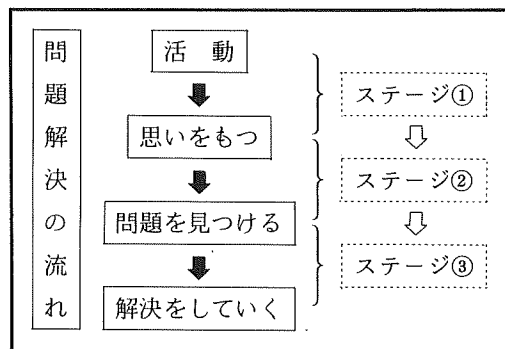 問題解決の流れ
活動
思いをもつ
問題を見つける
解決をしていく
ステージ①
ステージ②
ステージ③